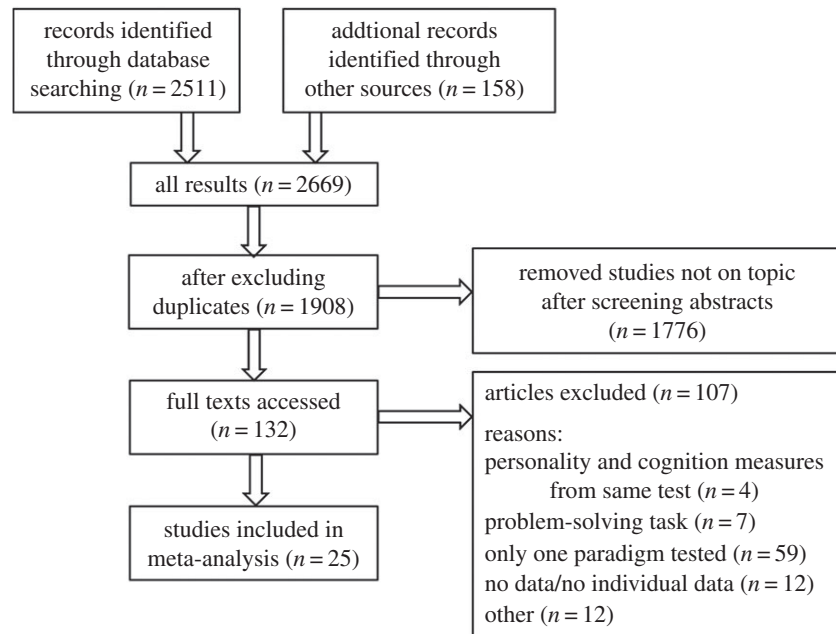 records identified
through database
searching (n = 2511)
addtional records
identified through
other sources (n = 158)
all results (n = 2669)
after excluding
duplicates (n = 1908)
removed studies not on topic
after screening abstracts
(n = 1776)
full texts accessed
(n = 132)
articles excluded (n = 107)
reasons:
personality and cognition measures
from same test (n = 4)
problem-solving task (n = 7)
only one paradigm tested (n = 59)
no data/no individual data (n = 12)
other (n = 12)
studies included in
meta-analysis (n = 25)